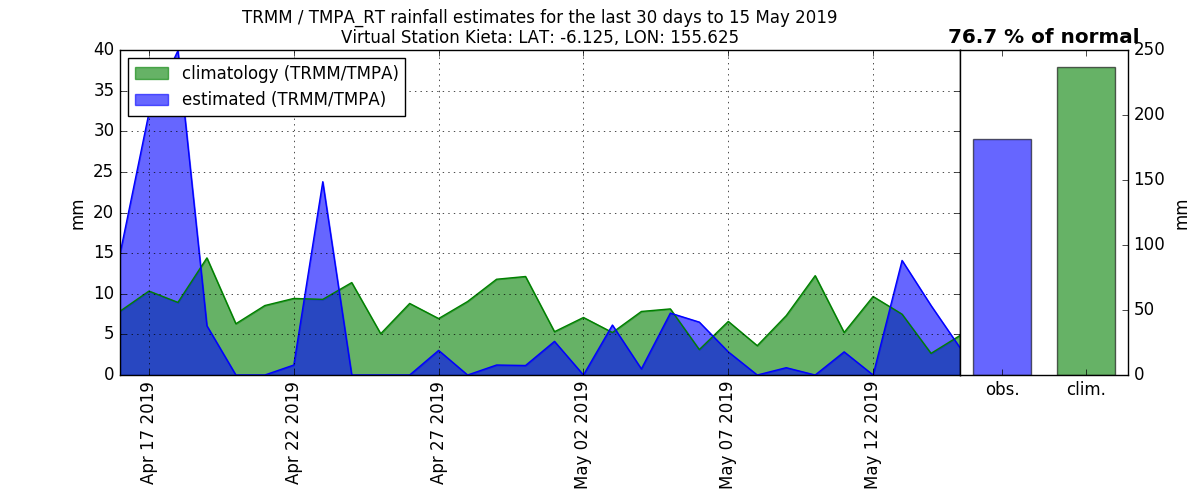 TRMM / TMPA_RT rainfall estimates for the last 30 days to 15 May 2019
Virtual Station Kieta: LAT: -6.125, LON: 155.625
76.7 % of normal
climatology (TRMM/TMPA)
estimated (TRMM/TMPA)
mm
40
35
30
25
20
15
10
5
0
Apr 17 2019
Apr 22 2019
Apr 27 2019
May 02 2019
May 07 2019
May 12 2019
250
200
150
100
50
0
mm
obs.
clim.